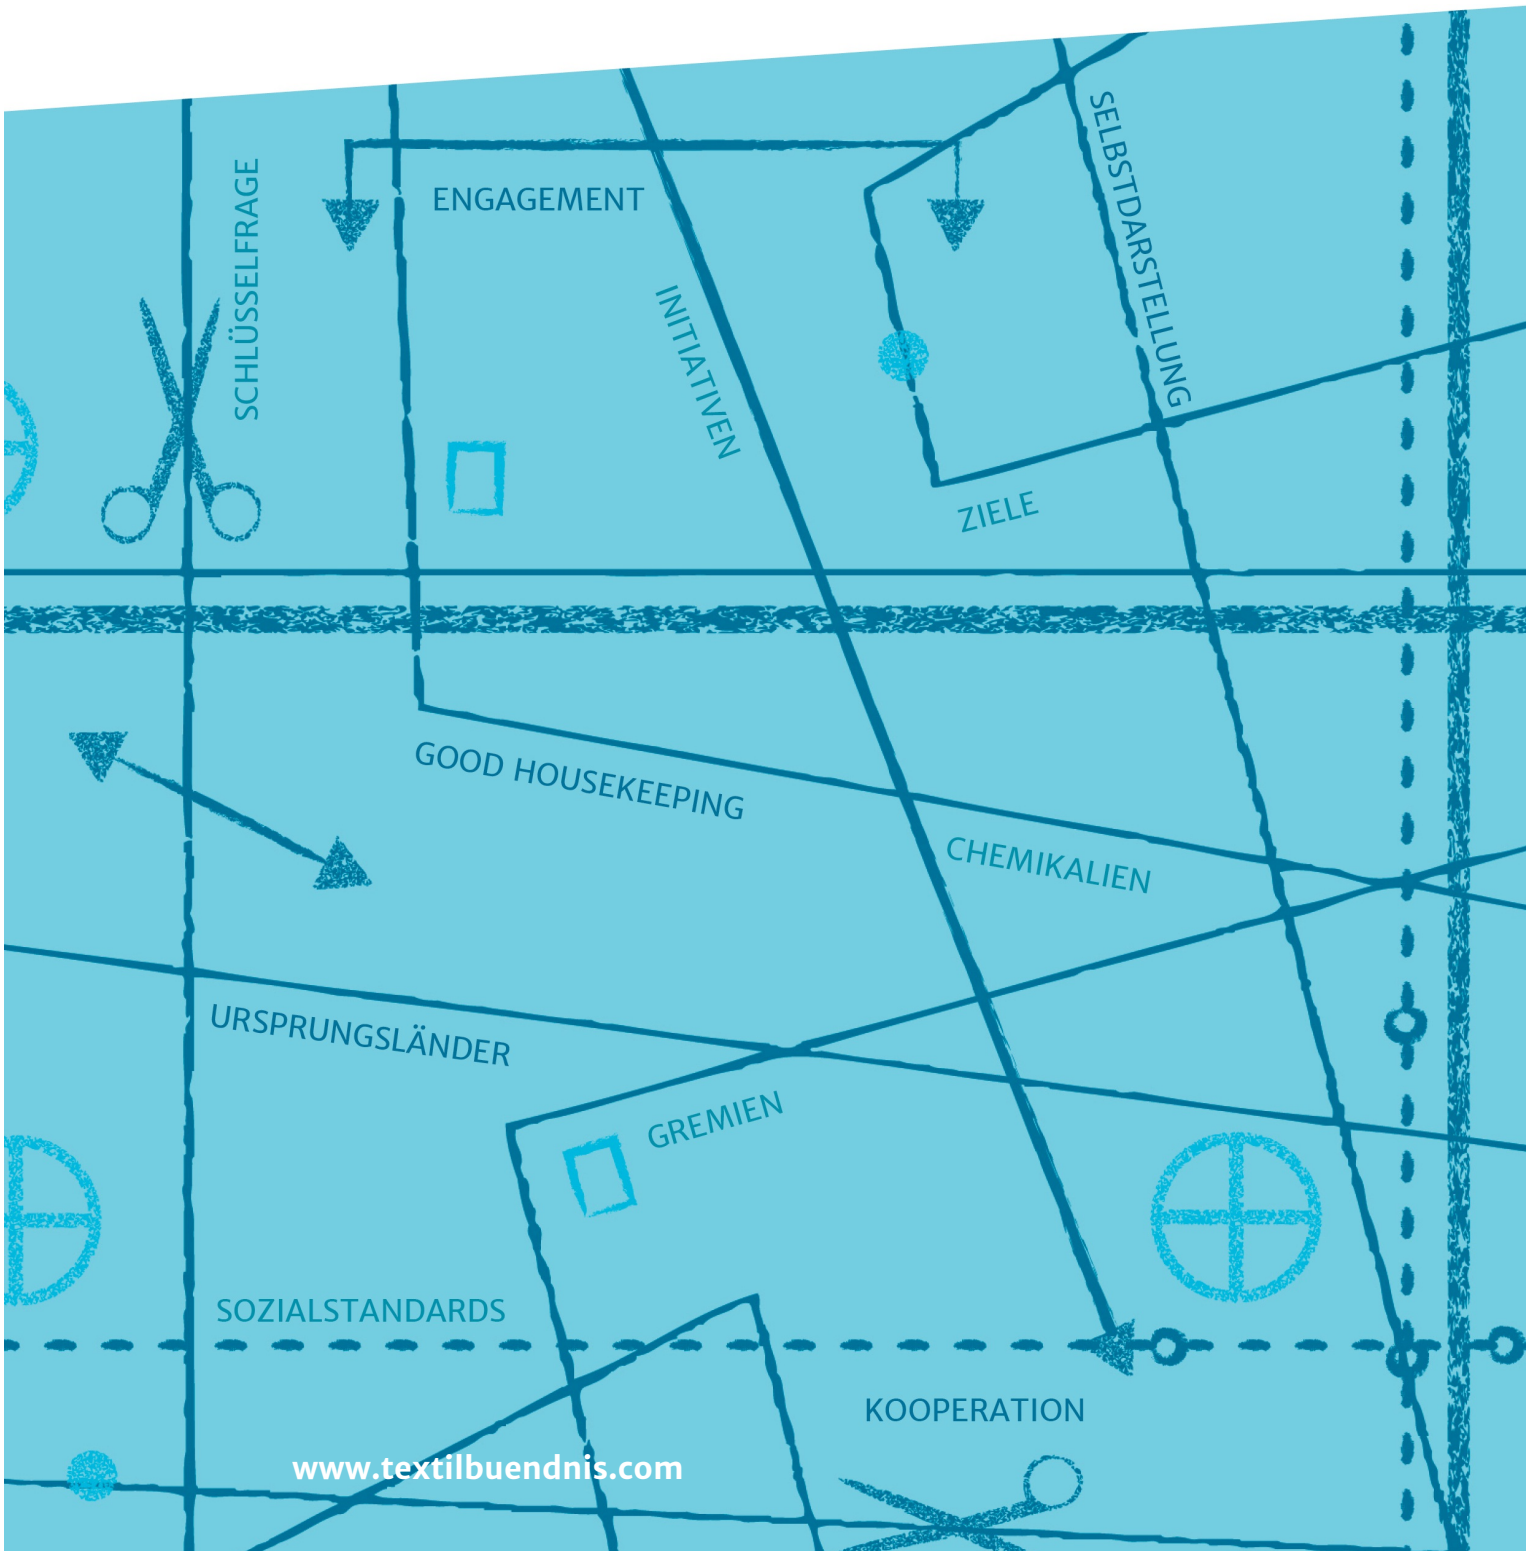 SELBSTDARSTELLUNG
SCHLÜSSELFRAGE
ENGAGEMENT
INITIATIVEN
ZIELE
GOOD HOUSEKEEPING
CHEMIKALIEN
URSPRUNGSLÄNDER
GREMIEN
SOZIALSTANDARDS
KOOPERATION
www.textilbuendnis.com